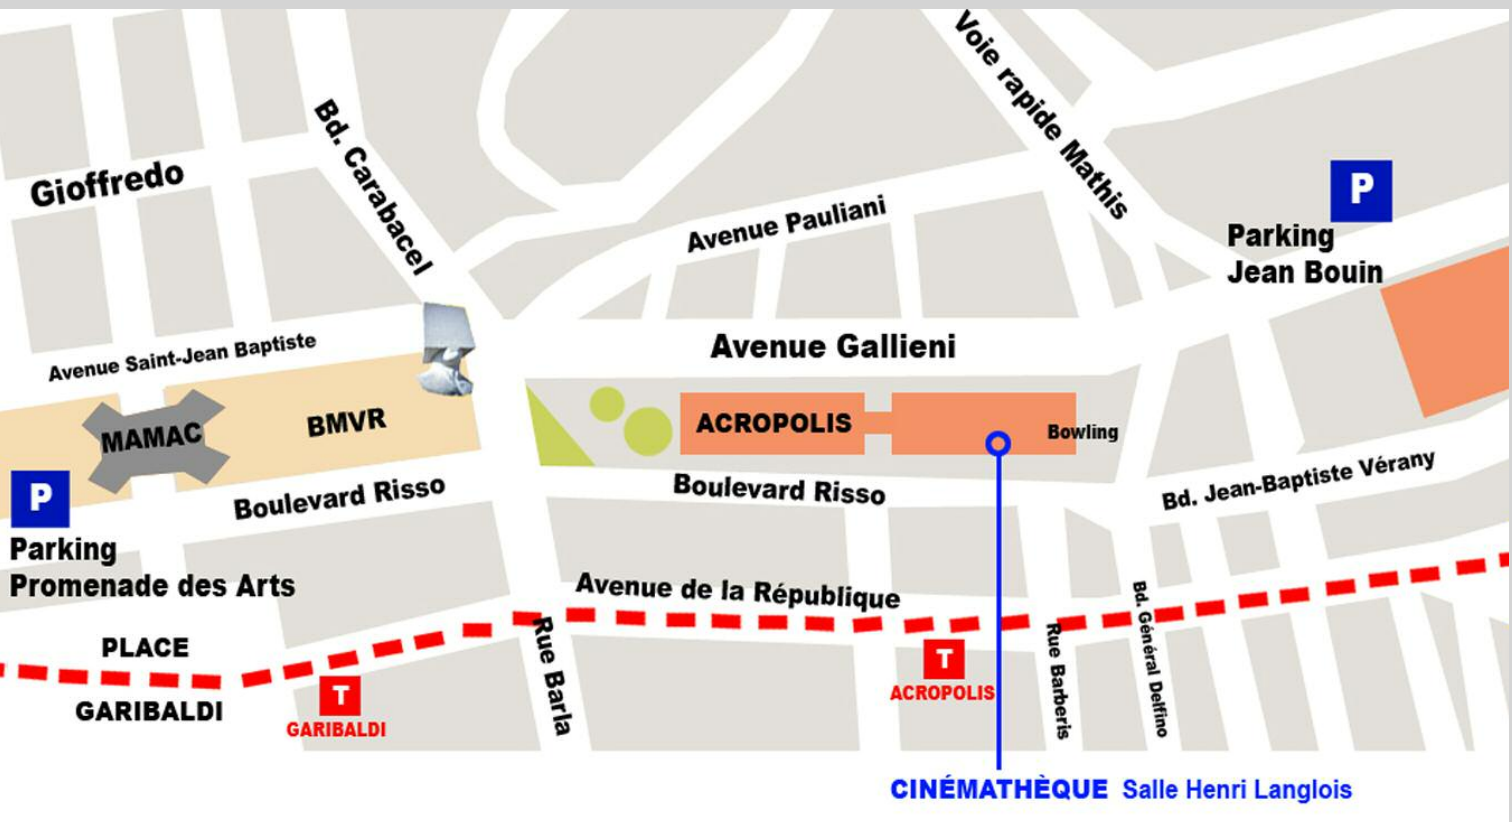 Voie rapide Mathis
Bd. Carabacel
Gioffredo
P
Parking
Jean Bouin
Avenue Pauliani
Avenue Saint-Jean Baptiste
Avenue Gallieni
MAMAC
BMVR
ACROPOLIS
Bowling
P
Parking
Promenade des Arts
Boulevard Risso
Boulevard Risso
Bd. Jean-Baptiste Vérany
Avenue de la République
PLACE
GARIBALDI
T
GARIBALDI
Rue Barla
T
ACROPOLIS
Rue Barberis
Bd. Général Delfino
CINÉMATHÈQUE Salle Henri Langlois